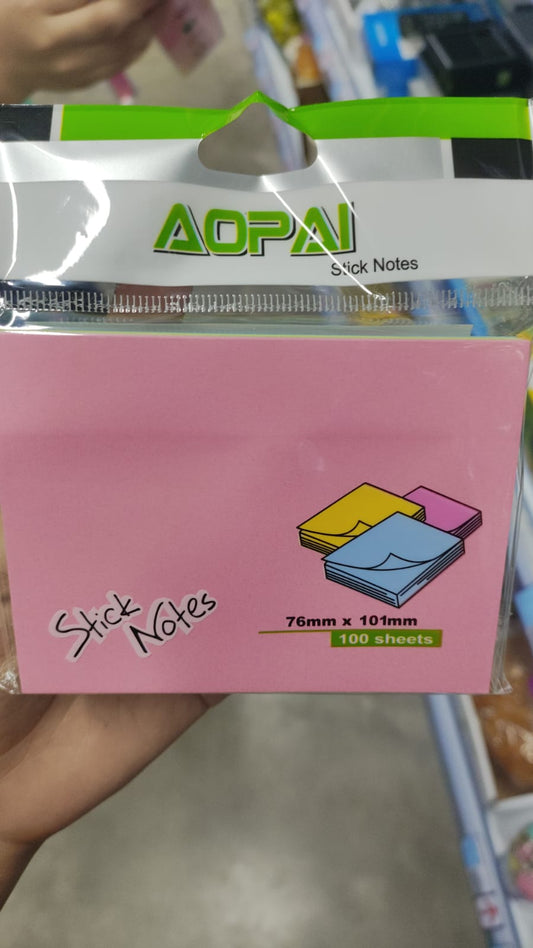 AOPAI
Stick Notes
Stick
Notes
76mm x 101mm
100 sheets